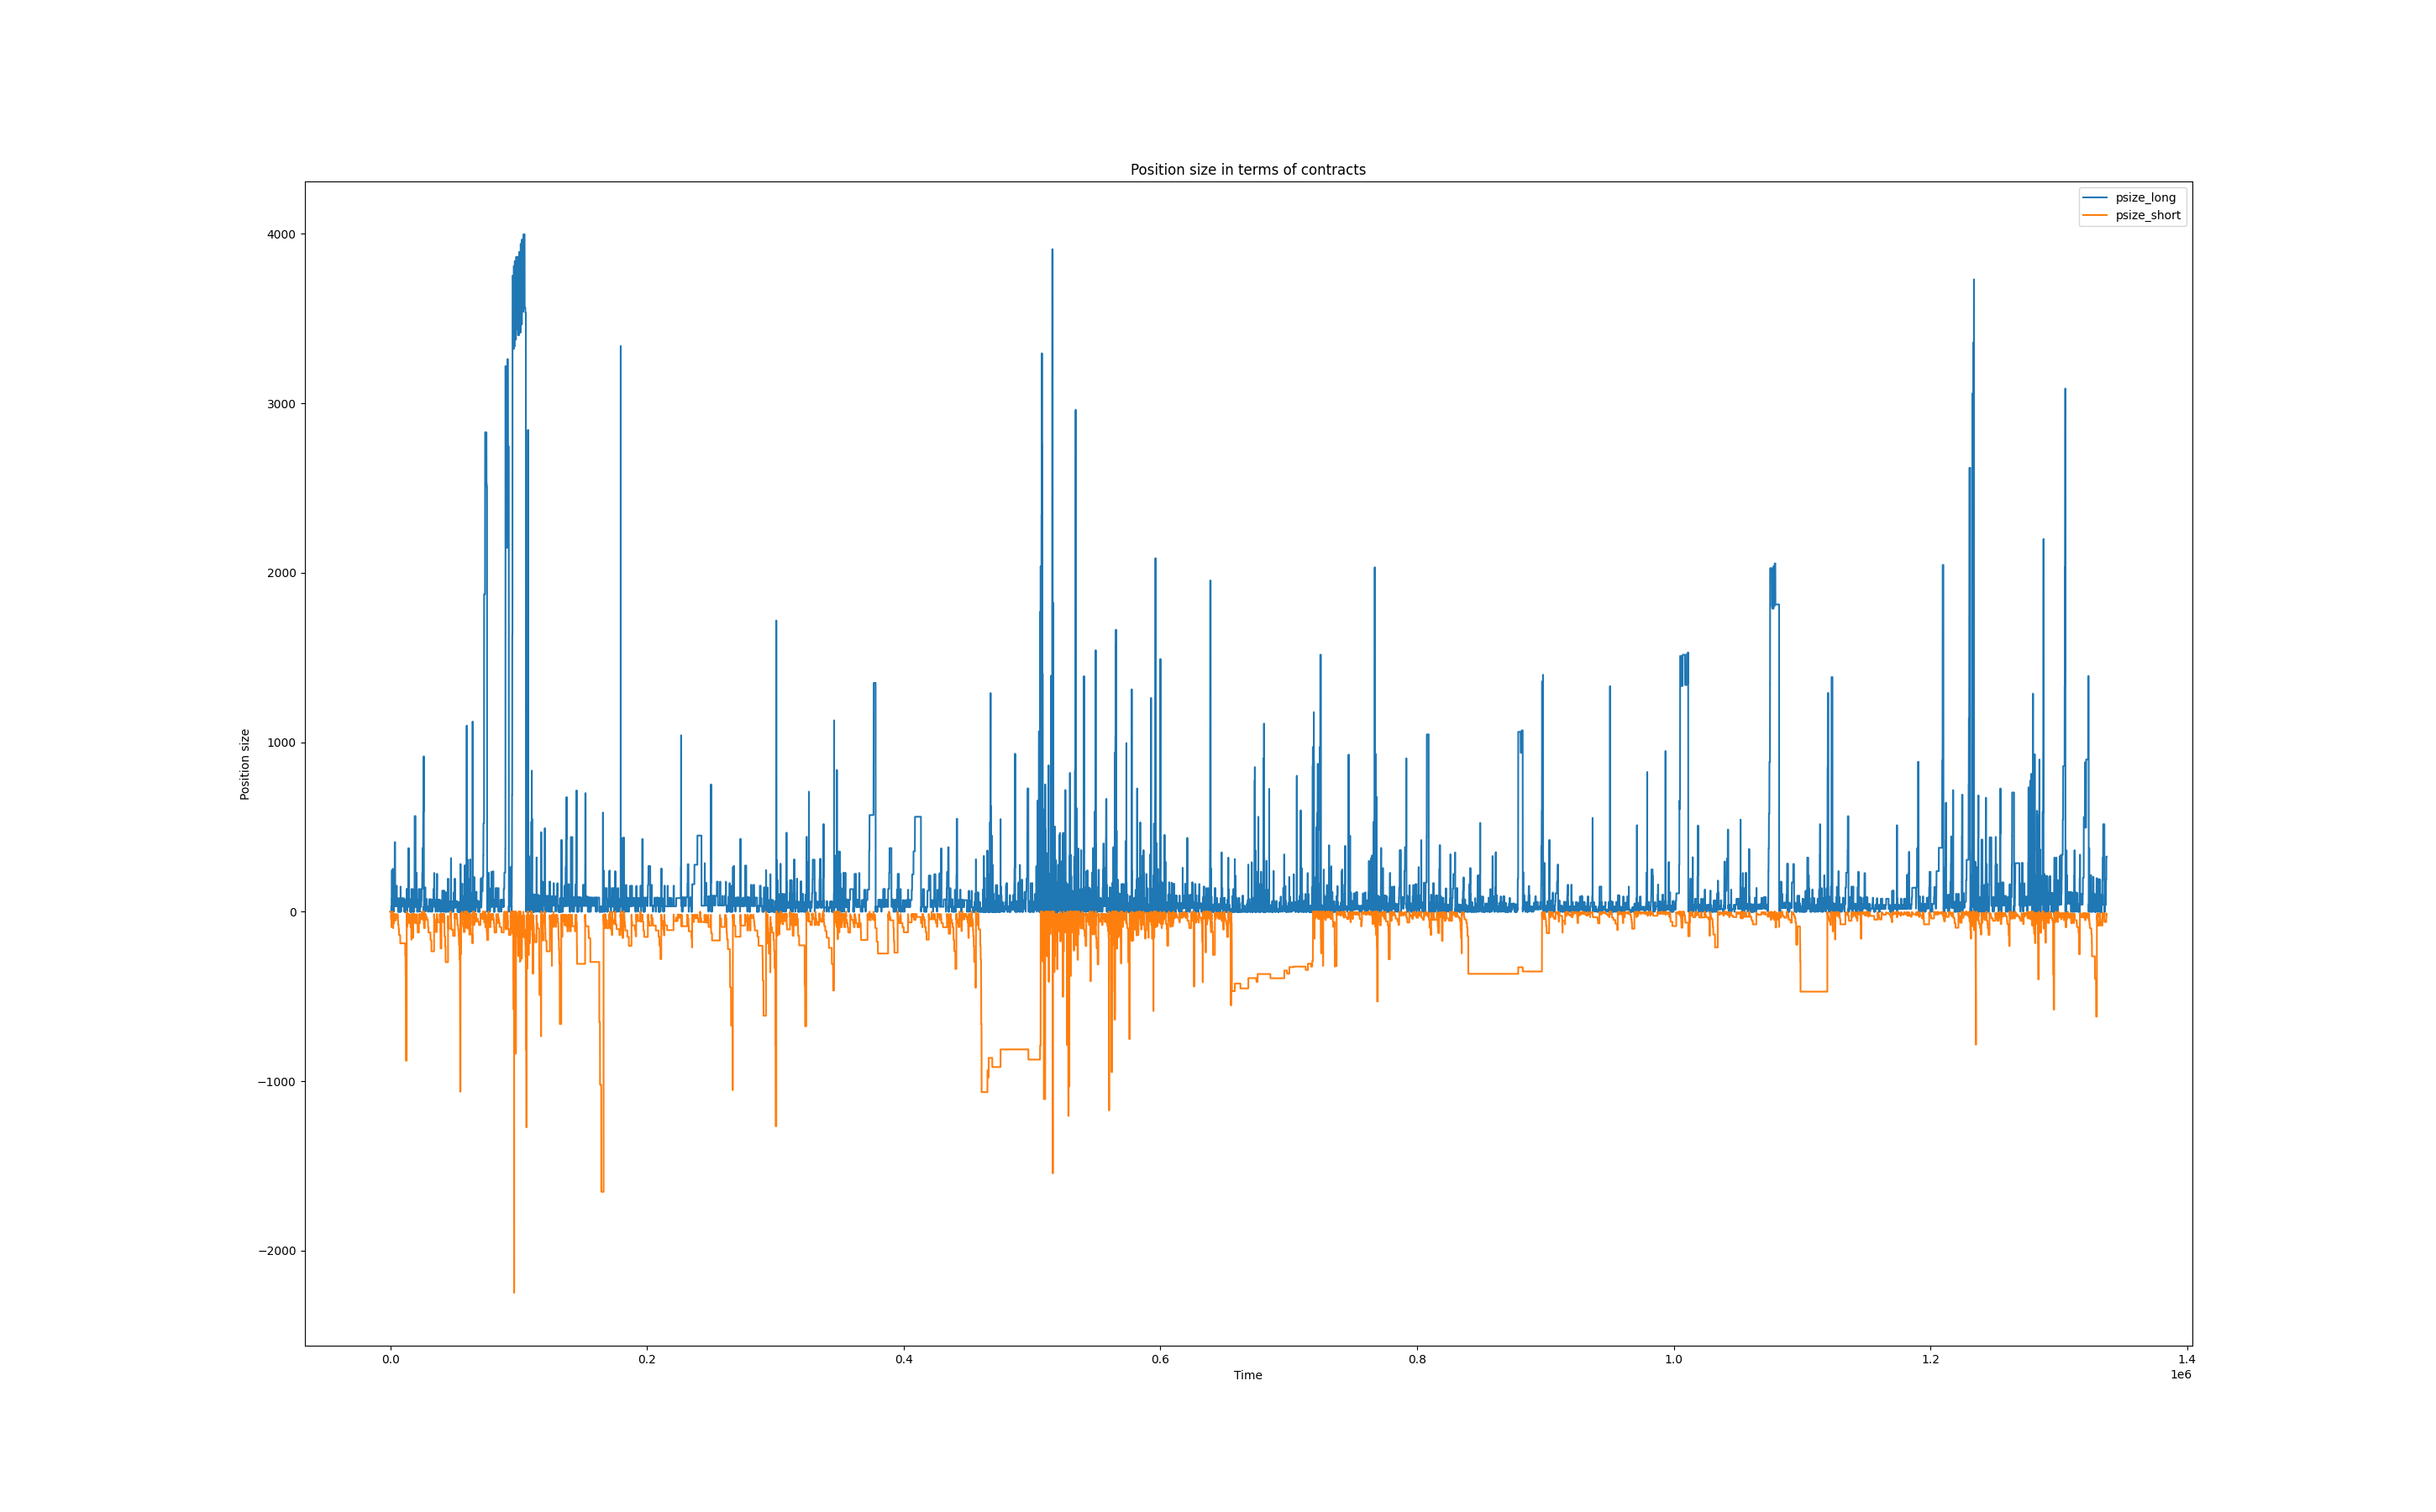 Position size in terms of contracts
psize_long
psize_short
4000
3000
2000
1000
0
−1000
−2000
Position size
0.0 0.2 0.4 0.6 0.8 1.0 1.2 1.4
Time
1e6